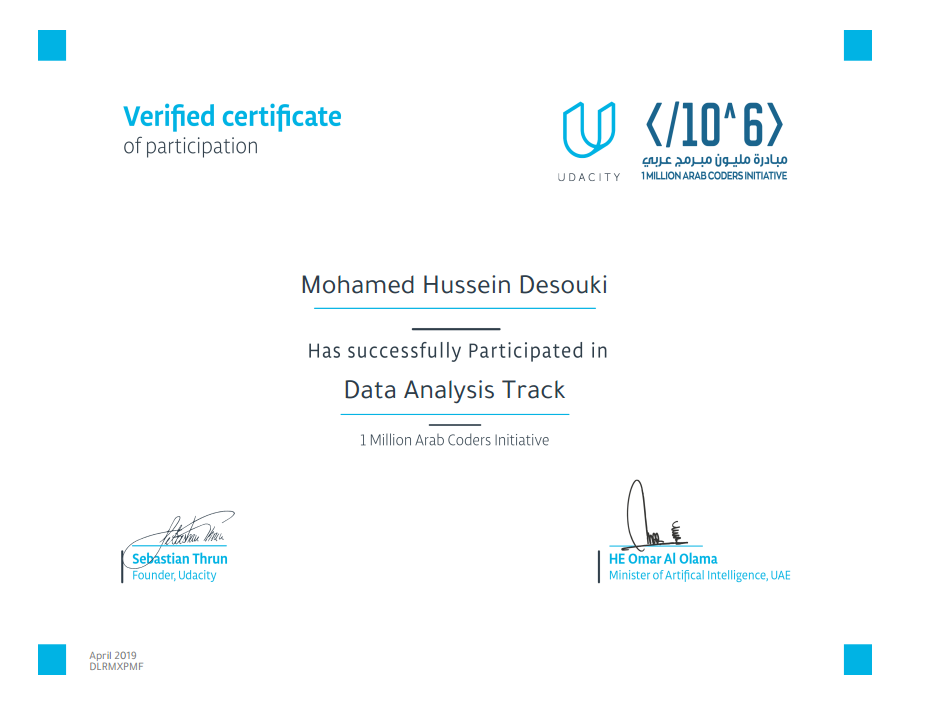 Verified certificate
of participation
UDACITY
</10^6>
مبادرة مليون مبرمج عربي
1 MILLION ARAB CODERS INITIATIVE
Mohamed Hussein Desouki
Has successfully Participated in
Data Analysis Track
1 Million Arab Coders Initiative
Sebastian Thrun
Sebastian Thrun
Founder, Udacity
HE Omar Al Olama
Minister of Artifical Intelligence, UAE
April 2019
DLRMXPMF